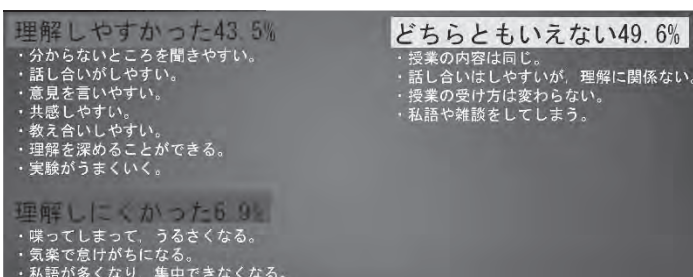 理解しやすかった43.5%
・分からないところを聞きやすい。
・話し合いがしやすい。
・意見を言いやすい。
・共感しやすい。
・教え合いしやすい。
・理解を深めることができる。
・実験がうまくいく。
理解しにくかった6.9%
・喋ってしまって，うるさくなる。
・気楽で怠けがちになる。
・私語が多くなり，集中できなくなる。
どちらともいえない49.6%
・授業の内容は同じ。
・話し合いはしやすいが，理解に関係ない。
・授業の受け方は変わらない。
・私語や雑談をしてしまう。